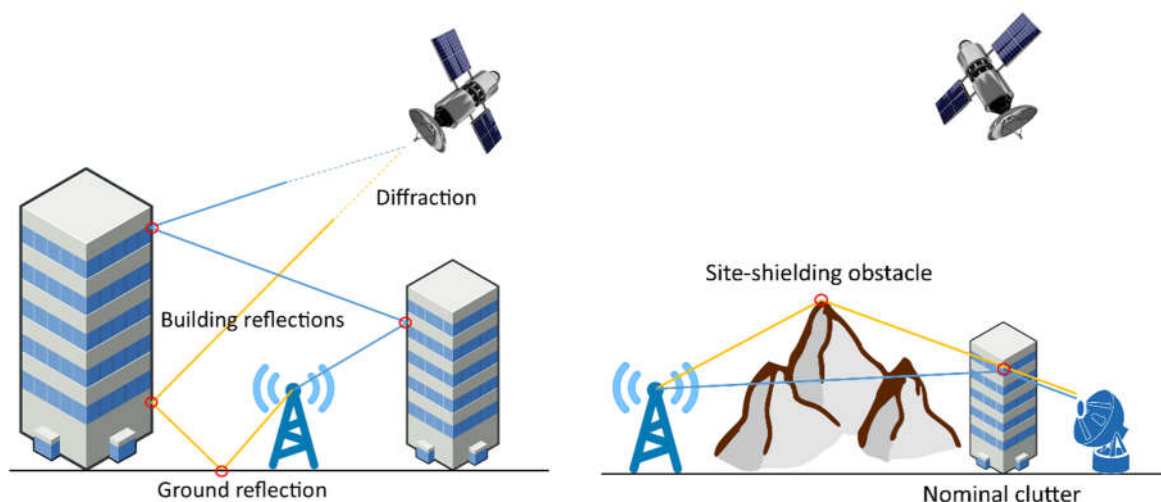 Diffraction
Building reflections
Ground reflection
Site-shielding obstacle
Nominal clutter